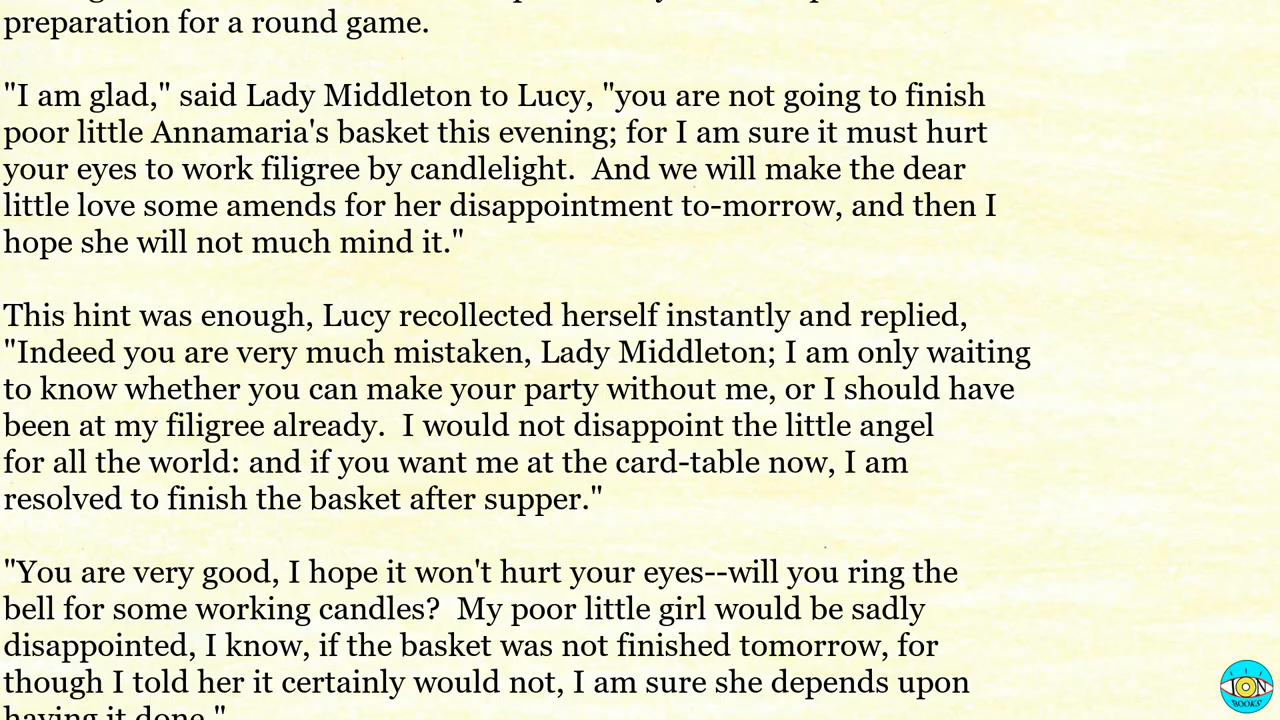 preparation for a round game.
"I am glad," said Lady Middleton to Lucy, "you are not going to finish
poor little Annamaria's basket this evening; for I am sure it must hurt
your eyes to work filigree by candlelight.  And we will make the dear
little love some amends for her disappointment to-morrow, and then I
hope she will not much mind it."
This hint was enough, Lucy recollected herself instantly and replied,
"Indeed you are very much mistaken, Lady Middleton; I am only waiting
to know whether you can make your party without me, or I should have
been at my filigree already.  I would not disappoint the little angel
for all the world: and if you want me at the card-table now, I am
resolved to finish the basket after supper."
"You are very good, I hope it won't hurt your eyes--will you ring the
bell for some working candles?  My poor little girl would be sadly
disappointed, I know, if the basket was not finished tomorrow, for
though I told her it certainly would not, I am sure she depends upon
having it done."
ION
BOOKS